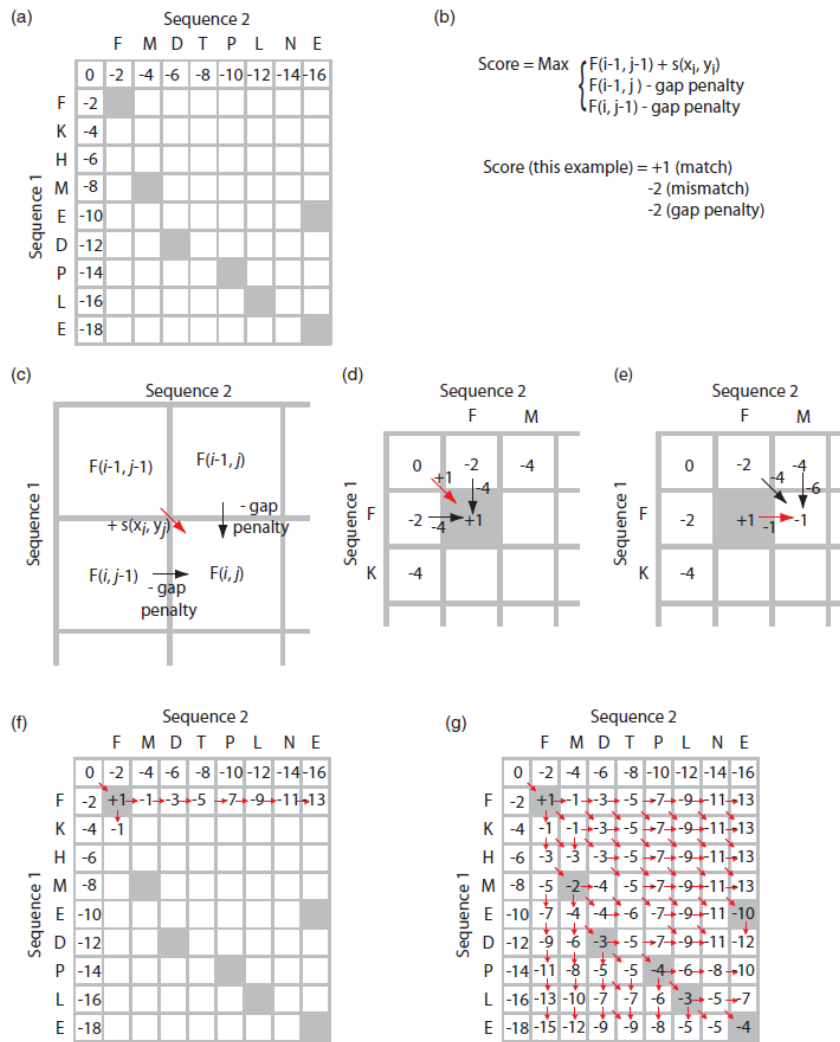 (a)
Sequence 2
F M D T P L N E
0 -2 -4 -6 -8 -10 -12 -14 -16
F -2
K -4
H -6
M -8
E -10
D -12
P -14
L -16
E -18
Sequence 1
(b)
Score = Max
F(i-1, j-1) + s(xi, yi)
F(i-1, j ) - gap penalty
F(i, j-1) - gap penalty
Score (this example) = +1 (match)
-2 (mismatch)
-2 (gap penalty)
(c)
Sequence 2
Sequence 1
F(i-1, j-1)
F(i-1, j)
+ s(xi, yj)
- gap
penalty
F(i, j-1)
F(i, j)
- gap
penalty
(d)
Sequence 2
F M
0 -2 -4
+1 -4
F -2 -4 +1
K -4
Sequence 1
(e)
Sequence 2
F M
0 -2 -4
-4 -6
F -2 +1 -1 -1
K -4
Sequence 1
(f)
Sequence 2
F M D T P L N E
0 -2 -4 -6 -8 -10 -12 -14 -16
F -2 +1 -1 -3 -5 -7 -9 -11 -13
K -4 -1
H -6
M -8
E -10
D -12
P -14
L -16
E -18
Sequence 1
(g)
Sequence 2
F M D T P L N E
0 -2 -4 -6 -8 -10 -12 -14 -16
F -2 +1 -1 -3 -5 -7 -9 -11 -13
K -4 -1 -1 -3 -5 -7 -9 -11 -13
H -6 -3 -3 -3 -5 -7 -9 -11 -13
M -8 -5 -2 -4 -5 -7 -9 -11 -13
E -10 -7 -4 -4 -6 -7 -9 -11 -10
D -12 -9 -6 -3 -5 -7 -9 -11 -12
P -14 -11 -8 -5 -5 -4 -6 -8 -10
L -16 -13 -10 -7 -7 -6 -3 -5 -7
E -18 -15 -12 -9 -9 -8 -5 -5 -4
Sequence 1